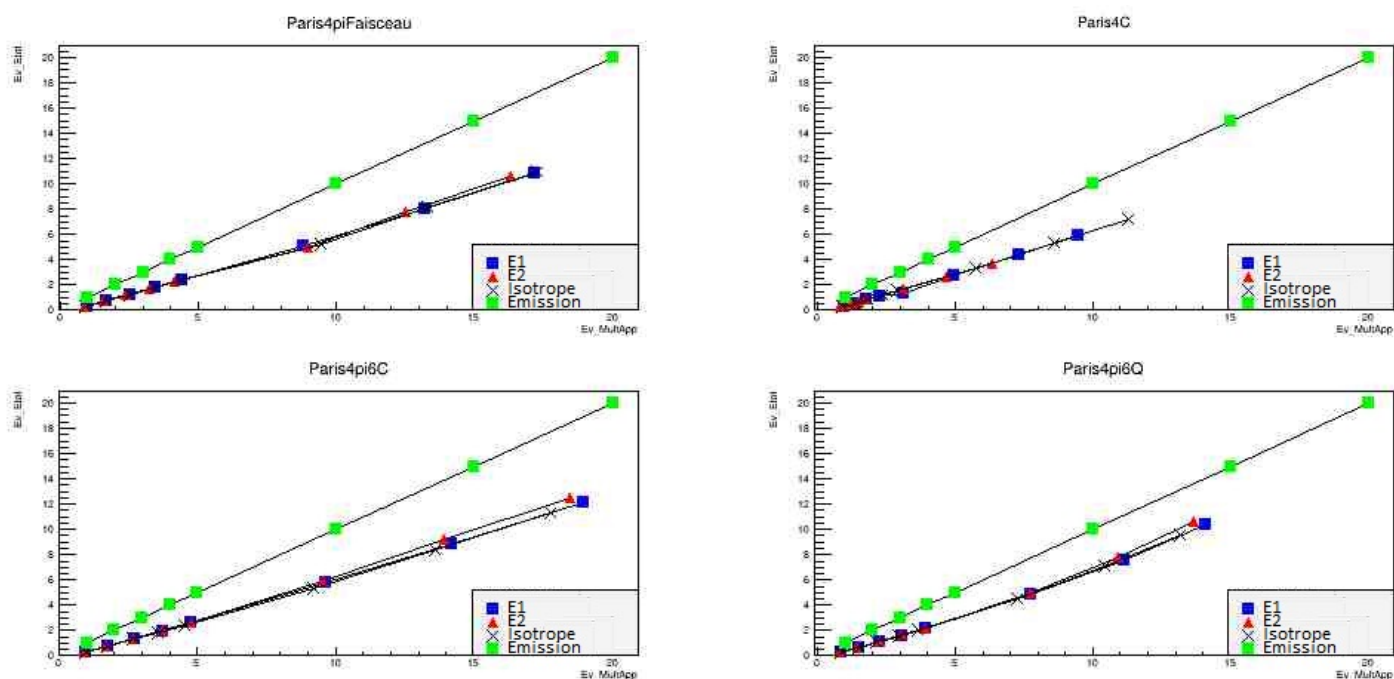 Paris4piFaisceau
Ev_Etot
20
18
16
14
12
10
8
6
4
2
0
0 5 10 15 20
Ev_MultApp
E1
E2
Isotrope
Emission
Paris4C
Ev_Etot
20
18
16
14
12
10
8
6
4
2
0
0 5 10 15 20
Ev_MultApp
E1
E2
Isotrope
Emission
Paris4pi6C
Ev_Etot
20
18
16
14
12
10
8
6
4
2
0
0 5 10 15 20
Ev_MultApp
E1
E2
Isotrope
Emission
Paris4pi6Q
Ev_Etot
20
18
16
14
12
10
8
6
4
2
0
0 5 10 15 20
Ev_MultApp
E1
E2
Isotrope
Emission